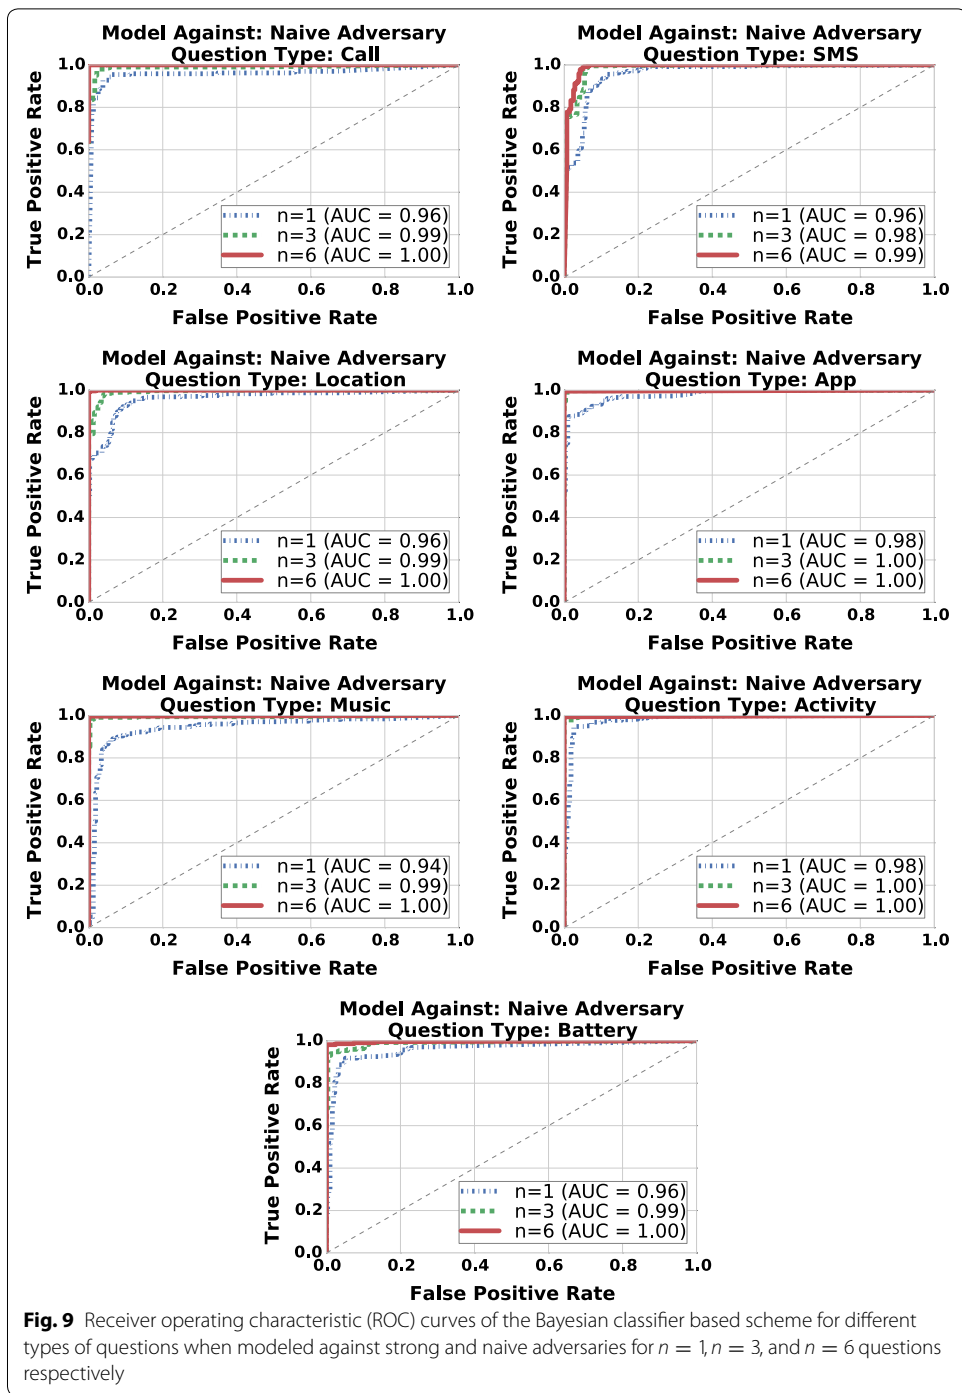 Model Against: Naive Adversary
Question Type: Call
True Positive Rate
1.0
0.8
0.6
0.4
0.2
0.0
n=1 (AUC = 0.96)
n=3 (AUC = 0.99)
n=6 (AUC = 1.00)
0.0 0.2 0.4 0.6 0.8 1.0
False Positive Rate
Model Against: Naive Adversary
Question Type: SMS
True Positive Rate
1.0
0.8
0.6
0.4
0.2
0.0
n=1 (AUC = 0.96)
n=3 (AUC = 0.98)
n=6 (AUC = 0.99)
0.0 0.2 0.4 0.6 0.8 1.0
False Positive Rate
Model Against: Naive Adversary
Question Type: Location
True Positive Rate
1.0
0.8
0.6
0.4
0.2
0.0
n=1 (AUC = 0.96)
n=3 (AUC = 0.99)
n=6 (AUC = 1.00)
0.0 0.2 0.4 0.6 0.8 1.0
False Positive Rate
Model Against: Naive Adversary
Question Type: App
True Positive Rate
1.0
0.8
0.6
0.4
0.2
0.0
n=1 (AUC = 0.98)
n=3 (AUC = 1.00)
n=6 (AUC = 1.00)
0.0 0.2 0.4 0.6 0.8 1.0
False Positive Rate
Model Against: Naive Adversary
Question Type: Music
True Positive Rate
1.0
0.8
0.6
0.4
0.2
0.0
n=1 (AUC = 0.94)
n=3 (AUC = 0.99)
n=6 (AUC = 1.00)
0.0 0.2 0.4 0.6 0.8 1.0
False Positive Rate
Model Against: Naive Adversary
Question Type: Activity
True Positive Rate
1.0
0.8
0.6
0.4
0.2
0.0
n=1 (AUC = 0.98)
n=3 (AUC = 1.00)
n=6 (AUC = 1.00)
0.0 0.2 0.4 0.6 0.8 1.0
False Positive Rate
Model Against: Naive Adversary
Question Type: Battery
True Positive Rate
1.0
0.8
0.6
0.4
0.2
0.0
n=1 (AUC = 0.96)
n=3 (AUC = 0.99)
n=6 (AUC = 1.00)
0.0 0.2 0.4 0.6 0.8 1.0
False Positive Rate
Fig. 9 Receiver operating characteristic (ROC) curves of the Bayesian classifier based scheme for different
types of questions when modeled against strong and naive adversaries for n = 1, n = 3, and n = 6 questions
respectively